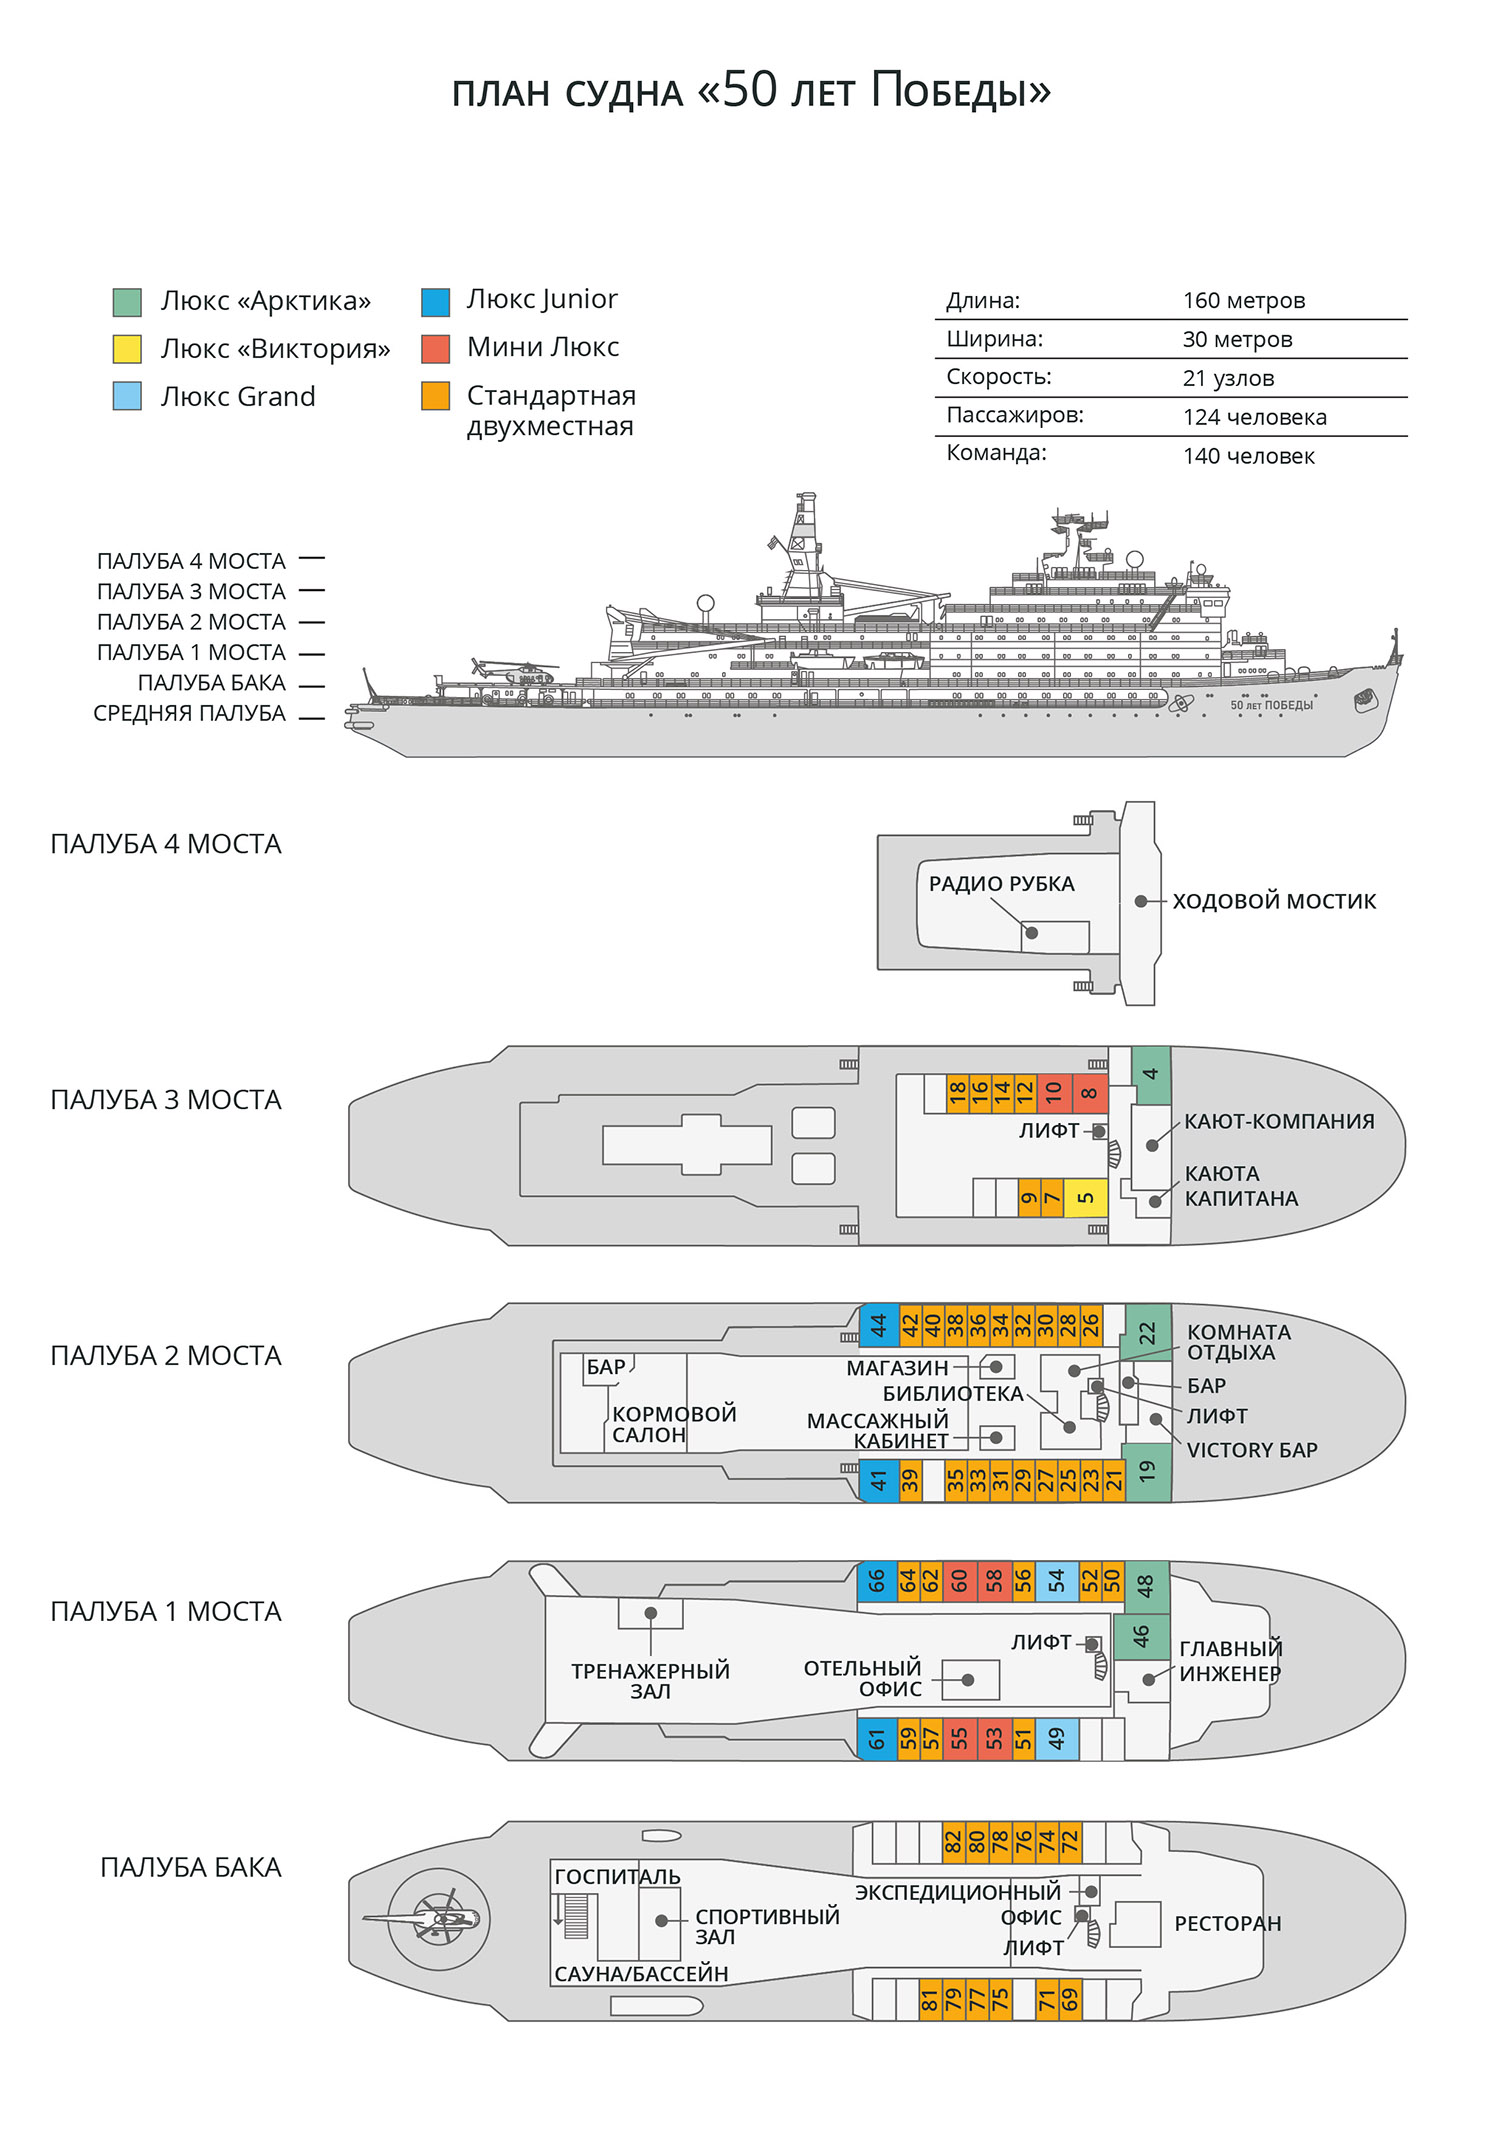 план судна «50 лет Победы»
Люкс «Арктика»
Люкс «Виктория»
Люкс Grand
Люкс Junior
Мини Люкс
Стандартная
двухместная
Длина: 160 метров
Ширина: 30 метров
Скорость: 21 узлов
Пассажиров: 124 человека
Команда: 140 человек
ПАЛУБА 4 МОСТА
ПАЛУБА 3 МОСТА
ПАЛУБА 2 МОСТА
ПАЛУБА 1 МОСТА
ПАЛУБА БАКА
СРЕДНЯЯ ПАЛУБА
50 лет ПОБЕДЫ
ПАЛУБА 4 МОСТА
РАДИО РУБКА
ХОДОВОЙ МОСТИК
ПАЛУБА 3 МОСТА
18 16 14 12 10 8 4
ЛИФТ
КАЮТ-КОМПАНИЯ
КАЮТА
КАПИТАНА
9 7 5
ПАЛУБА 2 МОСТА
44 42 40 38 36 34 32 30 28 26 22
БАР
КОРМОВОЙ
САЛОН
МАГАЗИН
БИБЛИОТЕКА
МАССАЖНЫЙ
КАБИНЕТ
КОМНАТА
ОТДЫХА
БАР
ЛИФТ
VICTORY БАР
41 39 35 33 31 29 27 25 23 21 19
ПАЛУБА 1 МОСТА
66 64 62 60 58 56 54 52 50 48
46
ТРЕНАЖЕРНЫЙ
ЗАЛ
ОТЕЛЬНЫЙ
ОФИС
ЛИФТ
ГЛАВНЫЙ
ИНЖЕНЕР
61 59 57 55 53 51 49
ПАЛУБА БАКА
82 80 78 76 74 72
ГОСПИТАЛЬ
СПОРТИВНЫЙ
ЗАЛ
САУНА/БАССЕЙН
ЭКСПЕДИЦИОННЫЙ
ОФИС
ЛИФТ
РЕСТОРАН
81 79 77 75 71 69